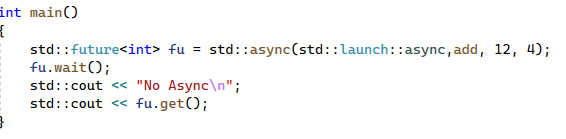 int main()
{
std::future<int> fu = std::async(std::launch::async,add, 12, 4);
fu.wait();
std::cout << "No Async\n";
std::cout << fu.get();
}